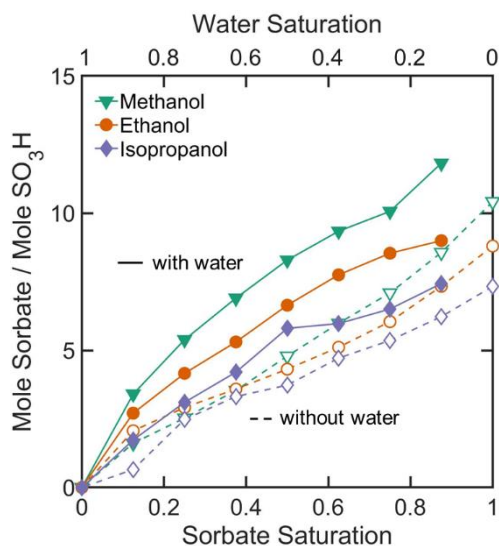 Water Saturation
1 0.8 0.6 0.4 0.2 0
15
Methanol
Ethanol
Isopropanol
10
with water
5
without water
0
0 0.2 0.4 0.6 0.8 1
Sorbate Saturation
Mole Sorbate / Mole SO₃H